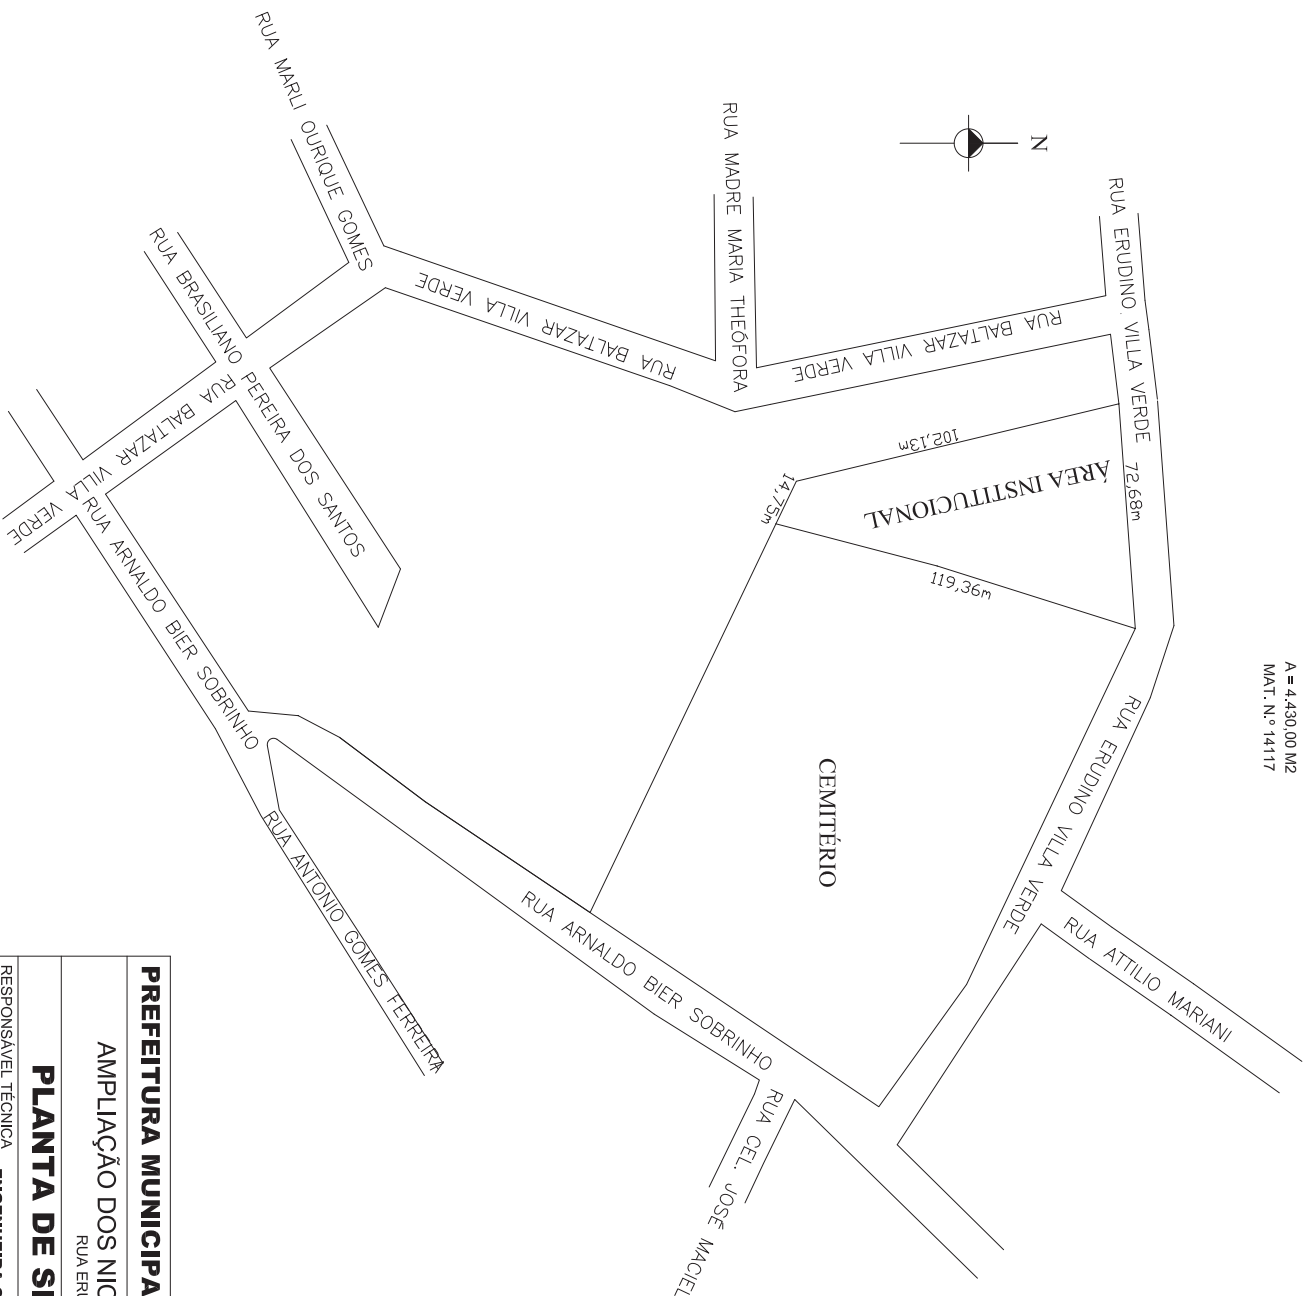 A = 4.430,00 M2
MAT. N.º 14117
N
RUA ERUDINO VILLA VERDE
72,68m
RUA ERUDINO VILLA VERDE
RUA ATTILIO MARIANI
RUA BALTAZAR VILLA VERDE
ÁREA INSTITUCIONAL
102,13m
119,36m
14,75m
CEMITÉRIO
RUA MADRE MARIA THEÓFORA
RUA BALTAZAR VILLA VERDE
RUA MARLI OURIQUE GOMES
RUA BRASILIANO PEREIRA DOS SANTOS
RUA BALTAZAR VILLA VERDE
RUA ARNALDO BIER SOBRINHO
RUA ARNALDO BIER SOBRINHO
RUA ANTONIO GOMES FERREIRA
RUA CEL. JOSÉ MACIEL
PREFEITURA MUNICIPA
AMPLIAÇÃO DOS NIC
RUA ERU
PLANTA DE SI
RESPONSÁVEL TÉCNICA